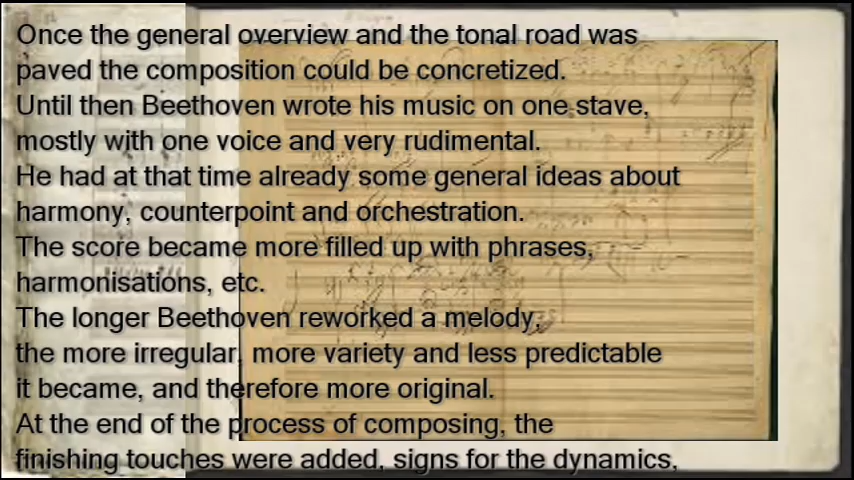 Once the general overview and the tonal road was
paved the composition could be concretized.
Until then Beethoven wrote his music on one stave,
mostly with one voice and very rudimental.
He had at that time already some general ideas about
harmony, counterpoint and orchestration.
The score became more filled up with phrases,
harmonisations, etc.
The longer Beethoven reworked a melody,
the more irregular, more variety and less predictable
it became, and therefore more original.
At the end of the process of composing, the
finishing touches were added, signs for the dynamics,